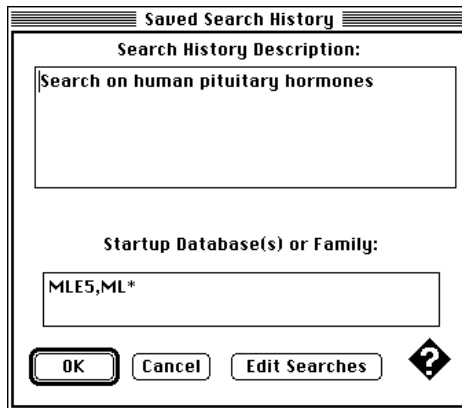 Saved Search History
Search History Description:
Search on human pituitary hormones
Startup Database(s) or Family:
MLE5,ML*
OK Cancel Edit Searches ?